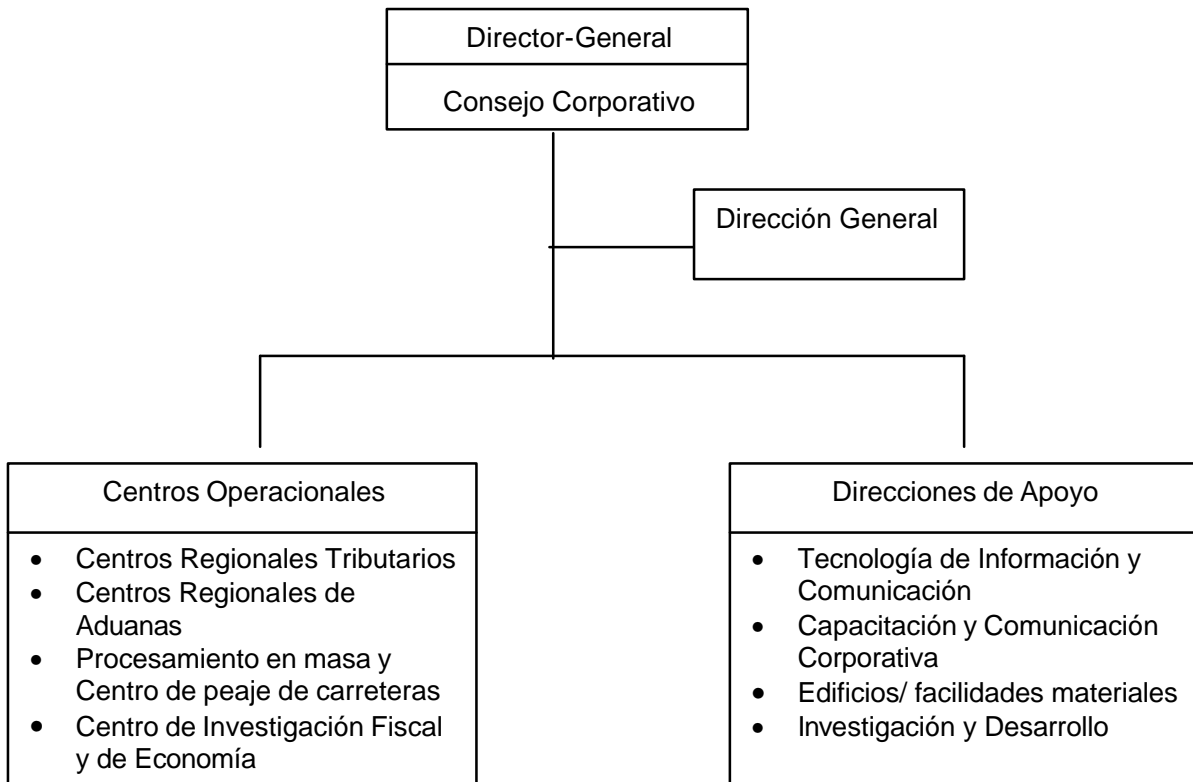 Director-General
Consejo Corporativo
Dirección General
Centros Operacionales
• Centros Regionales Tributarios
• Centros Regionales de
Aduanas
• Procesamiento en masa y
Centro de peaje de carreteras
• Centro de Investigación Fiscal
y de Economía
Direcciones de Apoyo
• Tecnología de Información y
Comunicación
• Capacitación y Comunicación
Corporativa
• Edificios/ facilidades materiales
• Investigación y Desarrollo